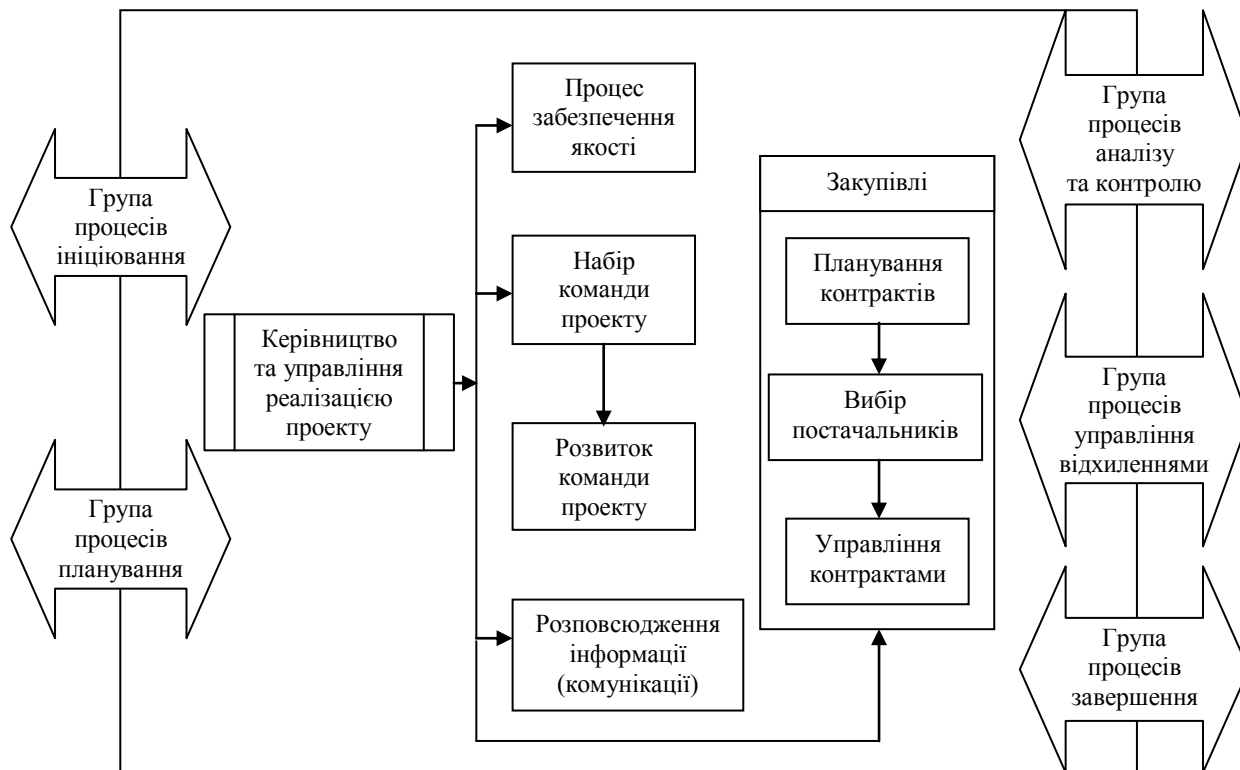 Група
процесів
ініціювання
Група
процесів
планування
Керівництво
та управління
реалізацією
проекту
Процес
забезпечення
якості
Набір
команди
проекту
Розвиток
команди
проекту
Розповсюдження
інформації
(комунікації)
Закупівлі
Планування
контрактів
Вибір
постачальників
Управління
контрактами
Група
процесів
аналізу
та контролю
Група
процесів
управління
відхиленнями
Група
процесів
завершення